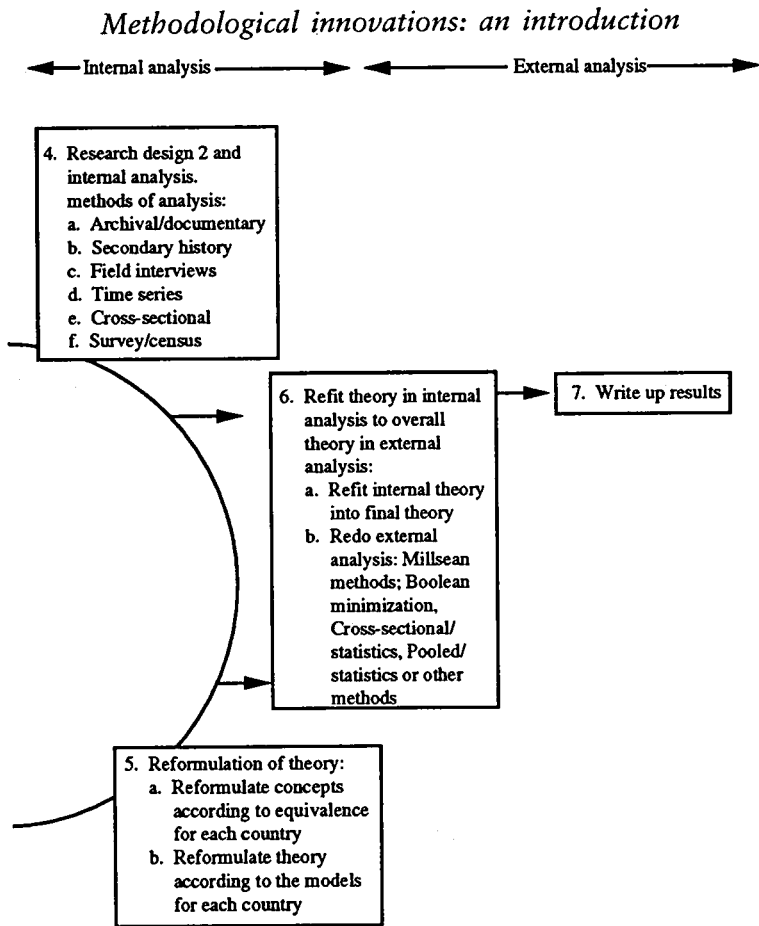 Methodological innovations: an introduction
Internal analysis
External analysis
4. Research design 2 and
internal analysis.
methods of analysis:
a. Archival/documentary
b. Secondary history
c. Field interviews
d. Time series
e. Cross-sectional
f. Survey/census
6. Refit theory in internal
analysis to overall
theory in external
analysis:
a. Refit internal theory
into final theory
b. Redo external
analysis: Millsean
methods; Boolean
minimization,
Cross-sectional/
statistics, Pooled/
statistics or other
methods
7. Write up results
5. Reformulation of theory:
a. Reformulate concepts
according to equivalence
for each country
b. Reformulate theory
according to the models
for each country